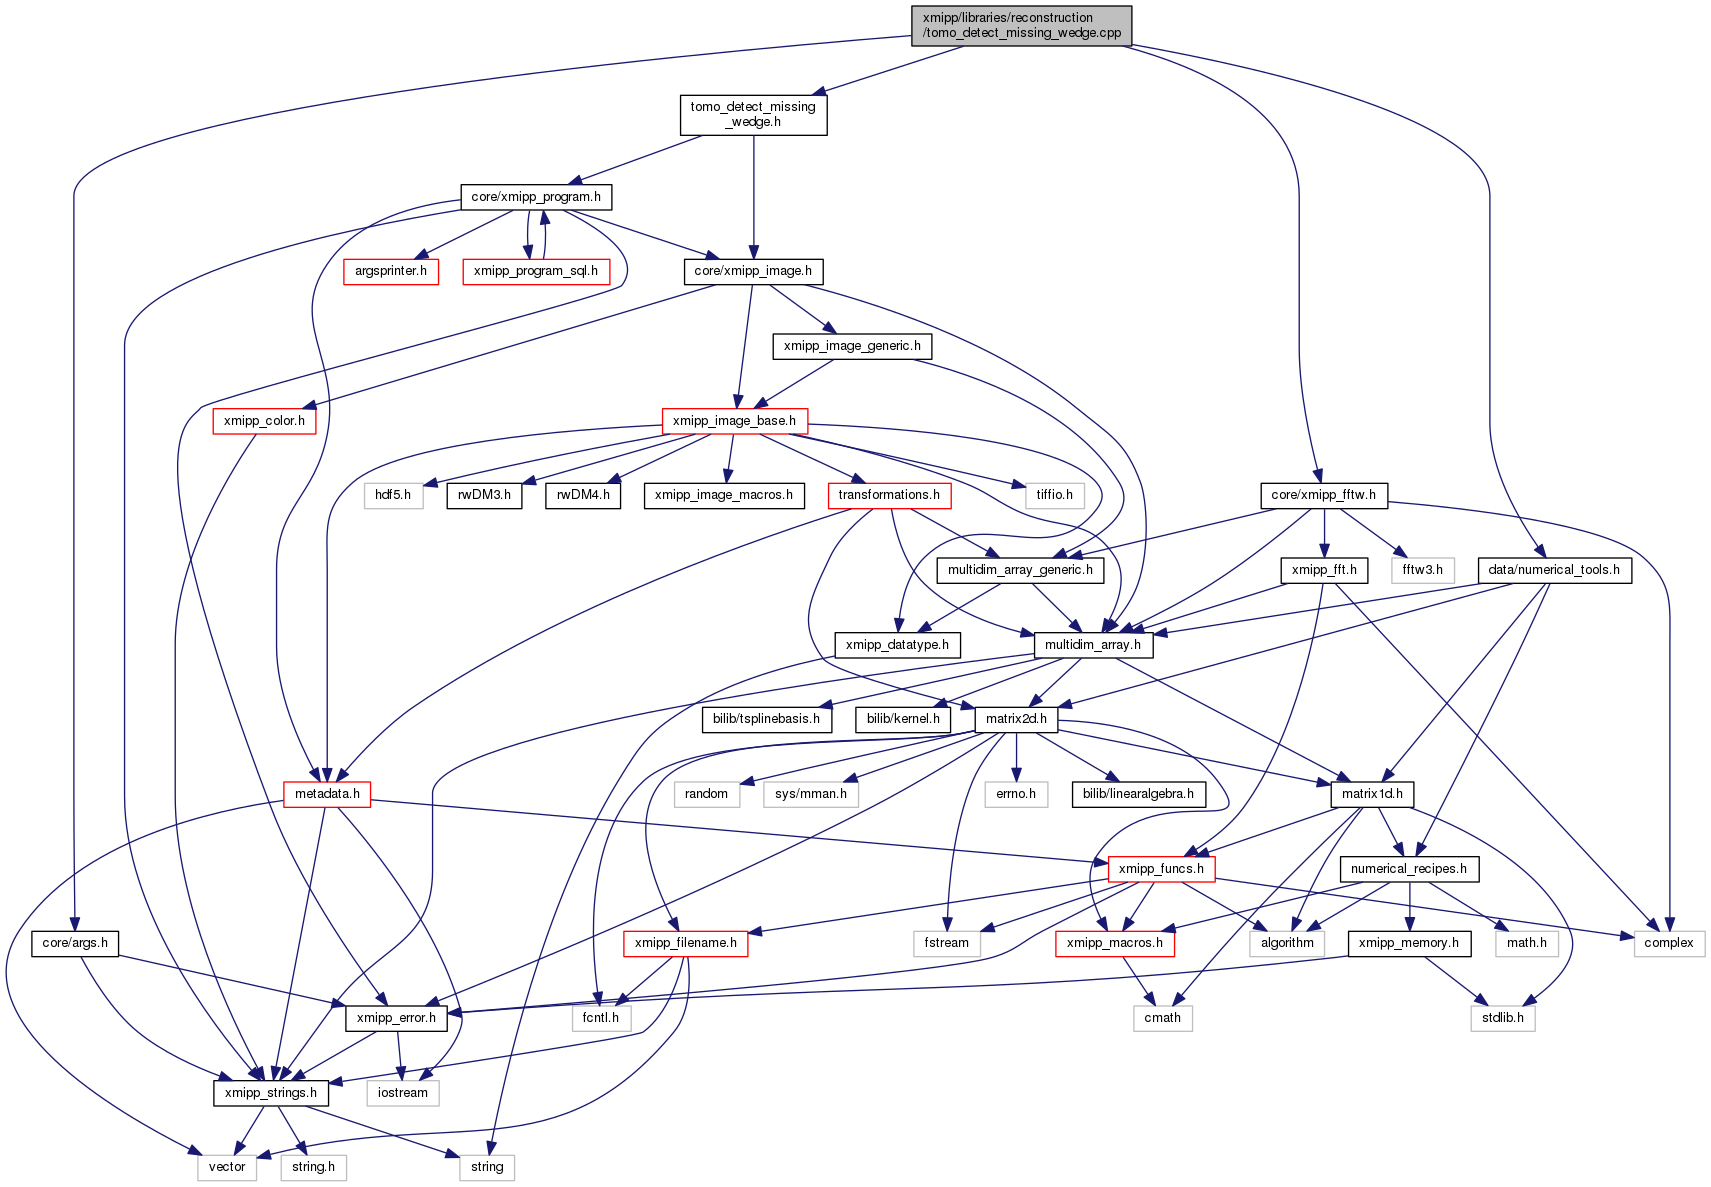 xmipp/libraries/reconstruction
/tomo_detect_missing_wedge.cpp
tomo_detect_missing
_wedge.h
core/xmipp_program.h
argsprinter.h
xmipp_program_sql.h
core/xmipp_image.h
xmipp_image_generic.h
xmipp_color.h
xmipp_image_base.h
hdf5.h
rwDM3.h
rwDM4.h
xmipp_image_macros.h
transformations.h
tiffio.h
core/xmipp_fftw.h
multidim_array_generic.h
xmipp_fft.h
fftw3.h
data/numerical_tools.h
xmipp_datatype.h
multidim_array.h
bilib/tsplinebasis.h
bilib/kernel.h
matrix2d.h
metadata.h
random
sys/mman.h
errno.h
bilib/linearalgebra.h
matrix1d.h
xmipp_funcs.h
numerical_recipes.h
core/args.h
xmipp_filename.h
fstream
xmipp_macros.h
algorithm
xmipp_memory.h
math.h
complex
xmipp_error.h
fcntl.h
cmath
stdlib.h
xmipp_strings.h
iostream
vector
string.h
string